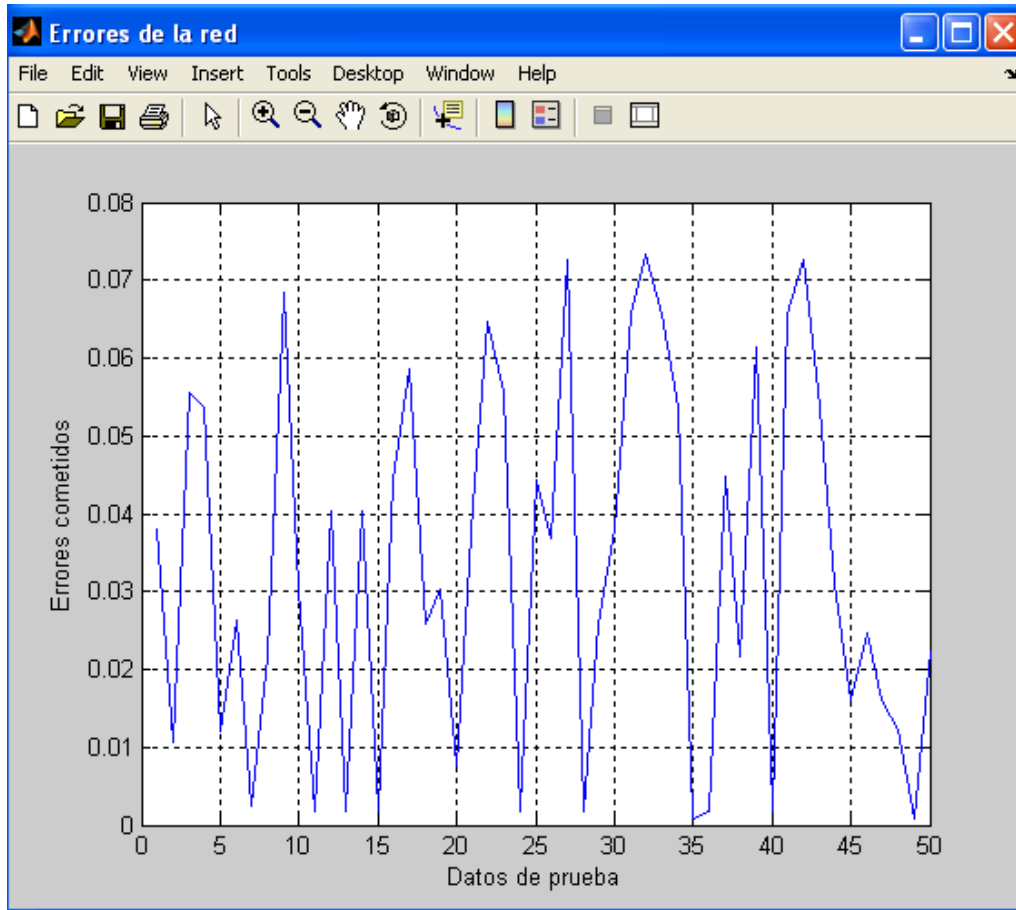 Errores de la red
File Edit View Insert Tools Desktop Window Help
0.08
0.07
0.06
0.05
0.04
0.03
0.02
0.01
0
Errores cometidos
0 5 10 15 20 25 30 35 40 45 50
Datos de prueba